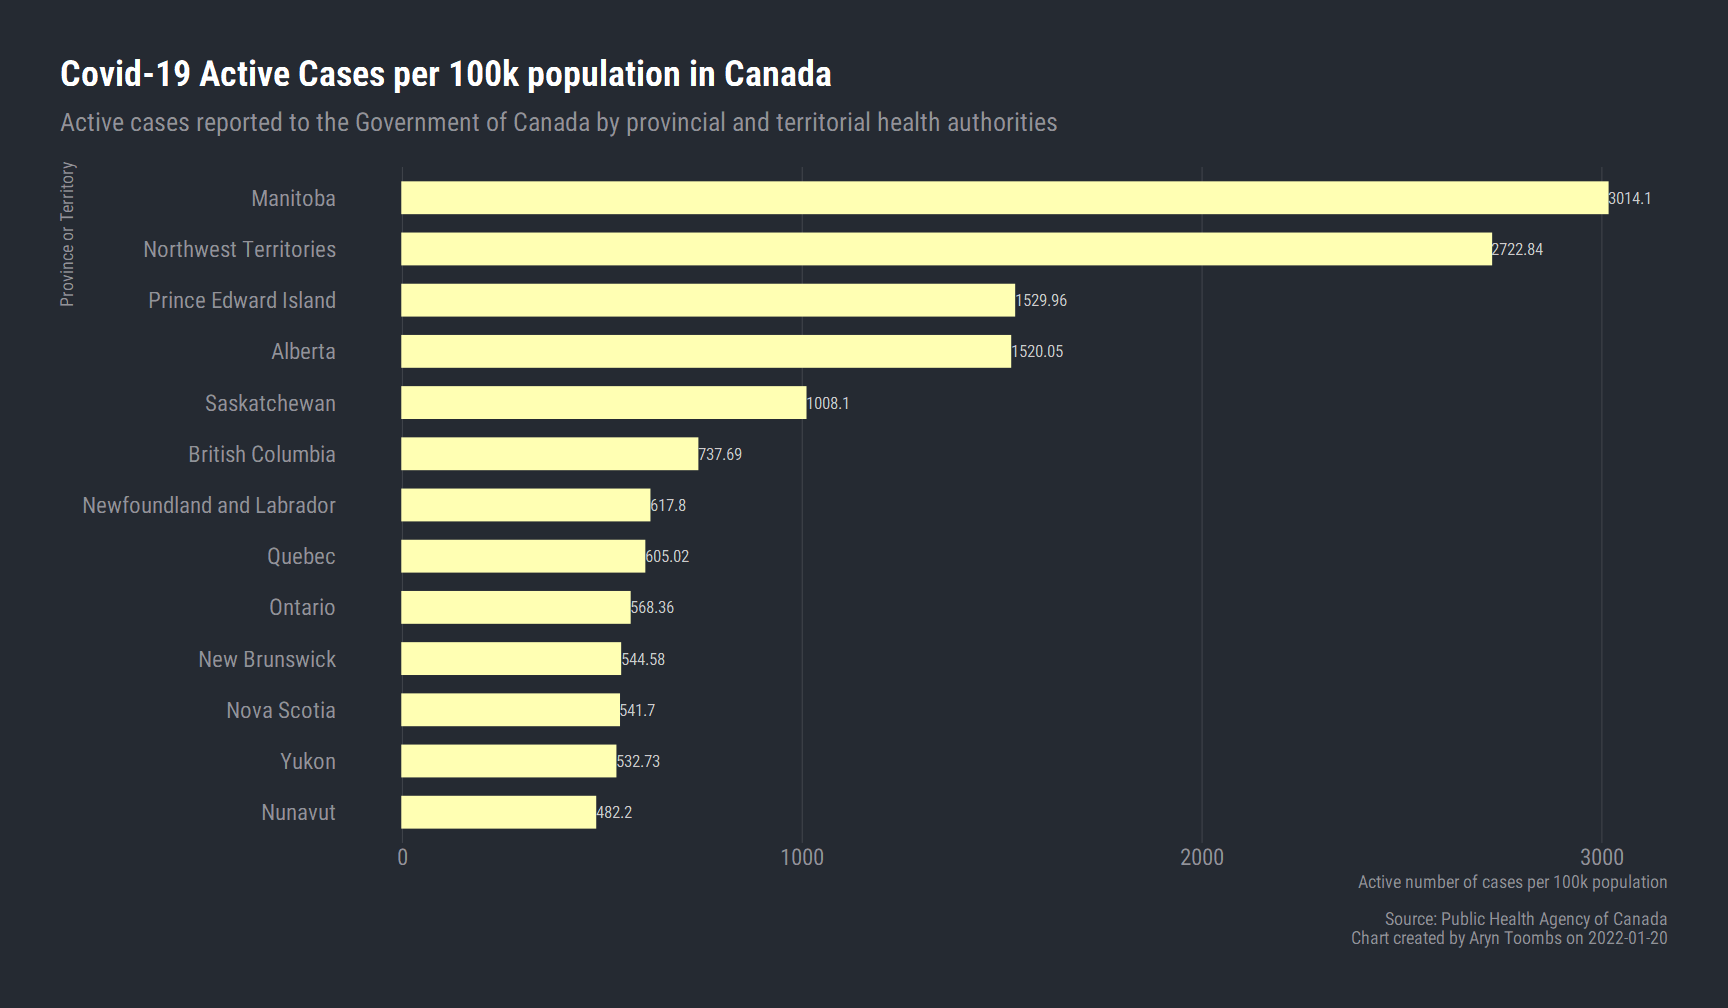 Covid-19 Active Cases per 100k population in Canada
Active cases reported to the Government of Canada by provincial and territorial health authorities
Province or Territory
Manitoba 3014.1
Northwest Territories 2722.84
Prince Edward Island 1529.96
Alberta 1520.05
Saskatchewan 1008.1
British Columbia 737.69
Newfoundland and Labrador 617.8
Quebec 605.02
Ontario 568.36
New Brunswick 544.58
Nova Scotia 541.7
Yukon 532.73
Nunavut 482.2
0 1000 2000 3000
Active number of cases per 100k population
Source: Public Health Agency of Canada
Chart created by Aryn Toombs on 2022-01-20